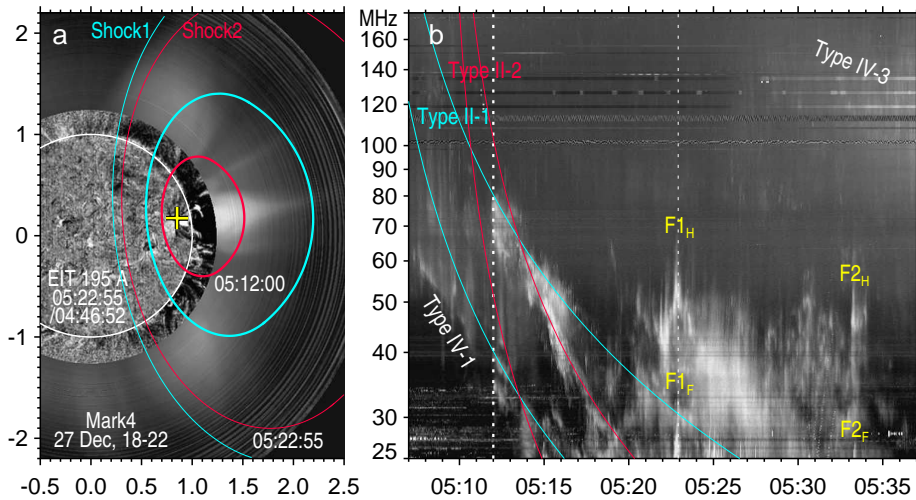 a
Shock1
Shock2
2
1
0
-1
-2
05:12:00
EIT 195 A
05:22:55
/04:46:52
Mark4
27 Dec, 18-22
05:22:55
-0.5
0.0
0.5
1.0
1.5
2.0
2.5
MHz
b
160
140
120
100
90
80
70
60
50
40
30
25
Type IV-3
Type II-2
Type II-1
F1H
F2H
Type IV-1
F1F
F2F
05:10
05:15
05:20
05:25
05:30
05:35